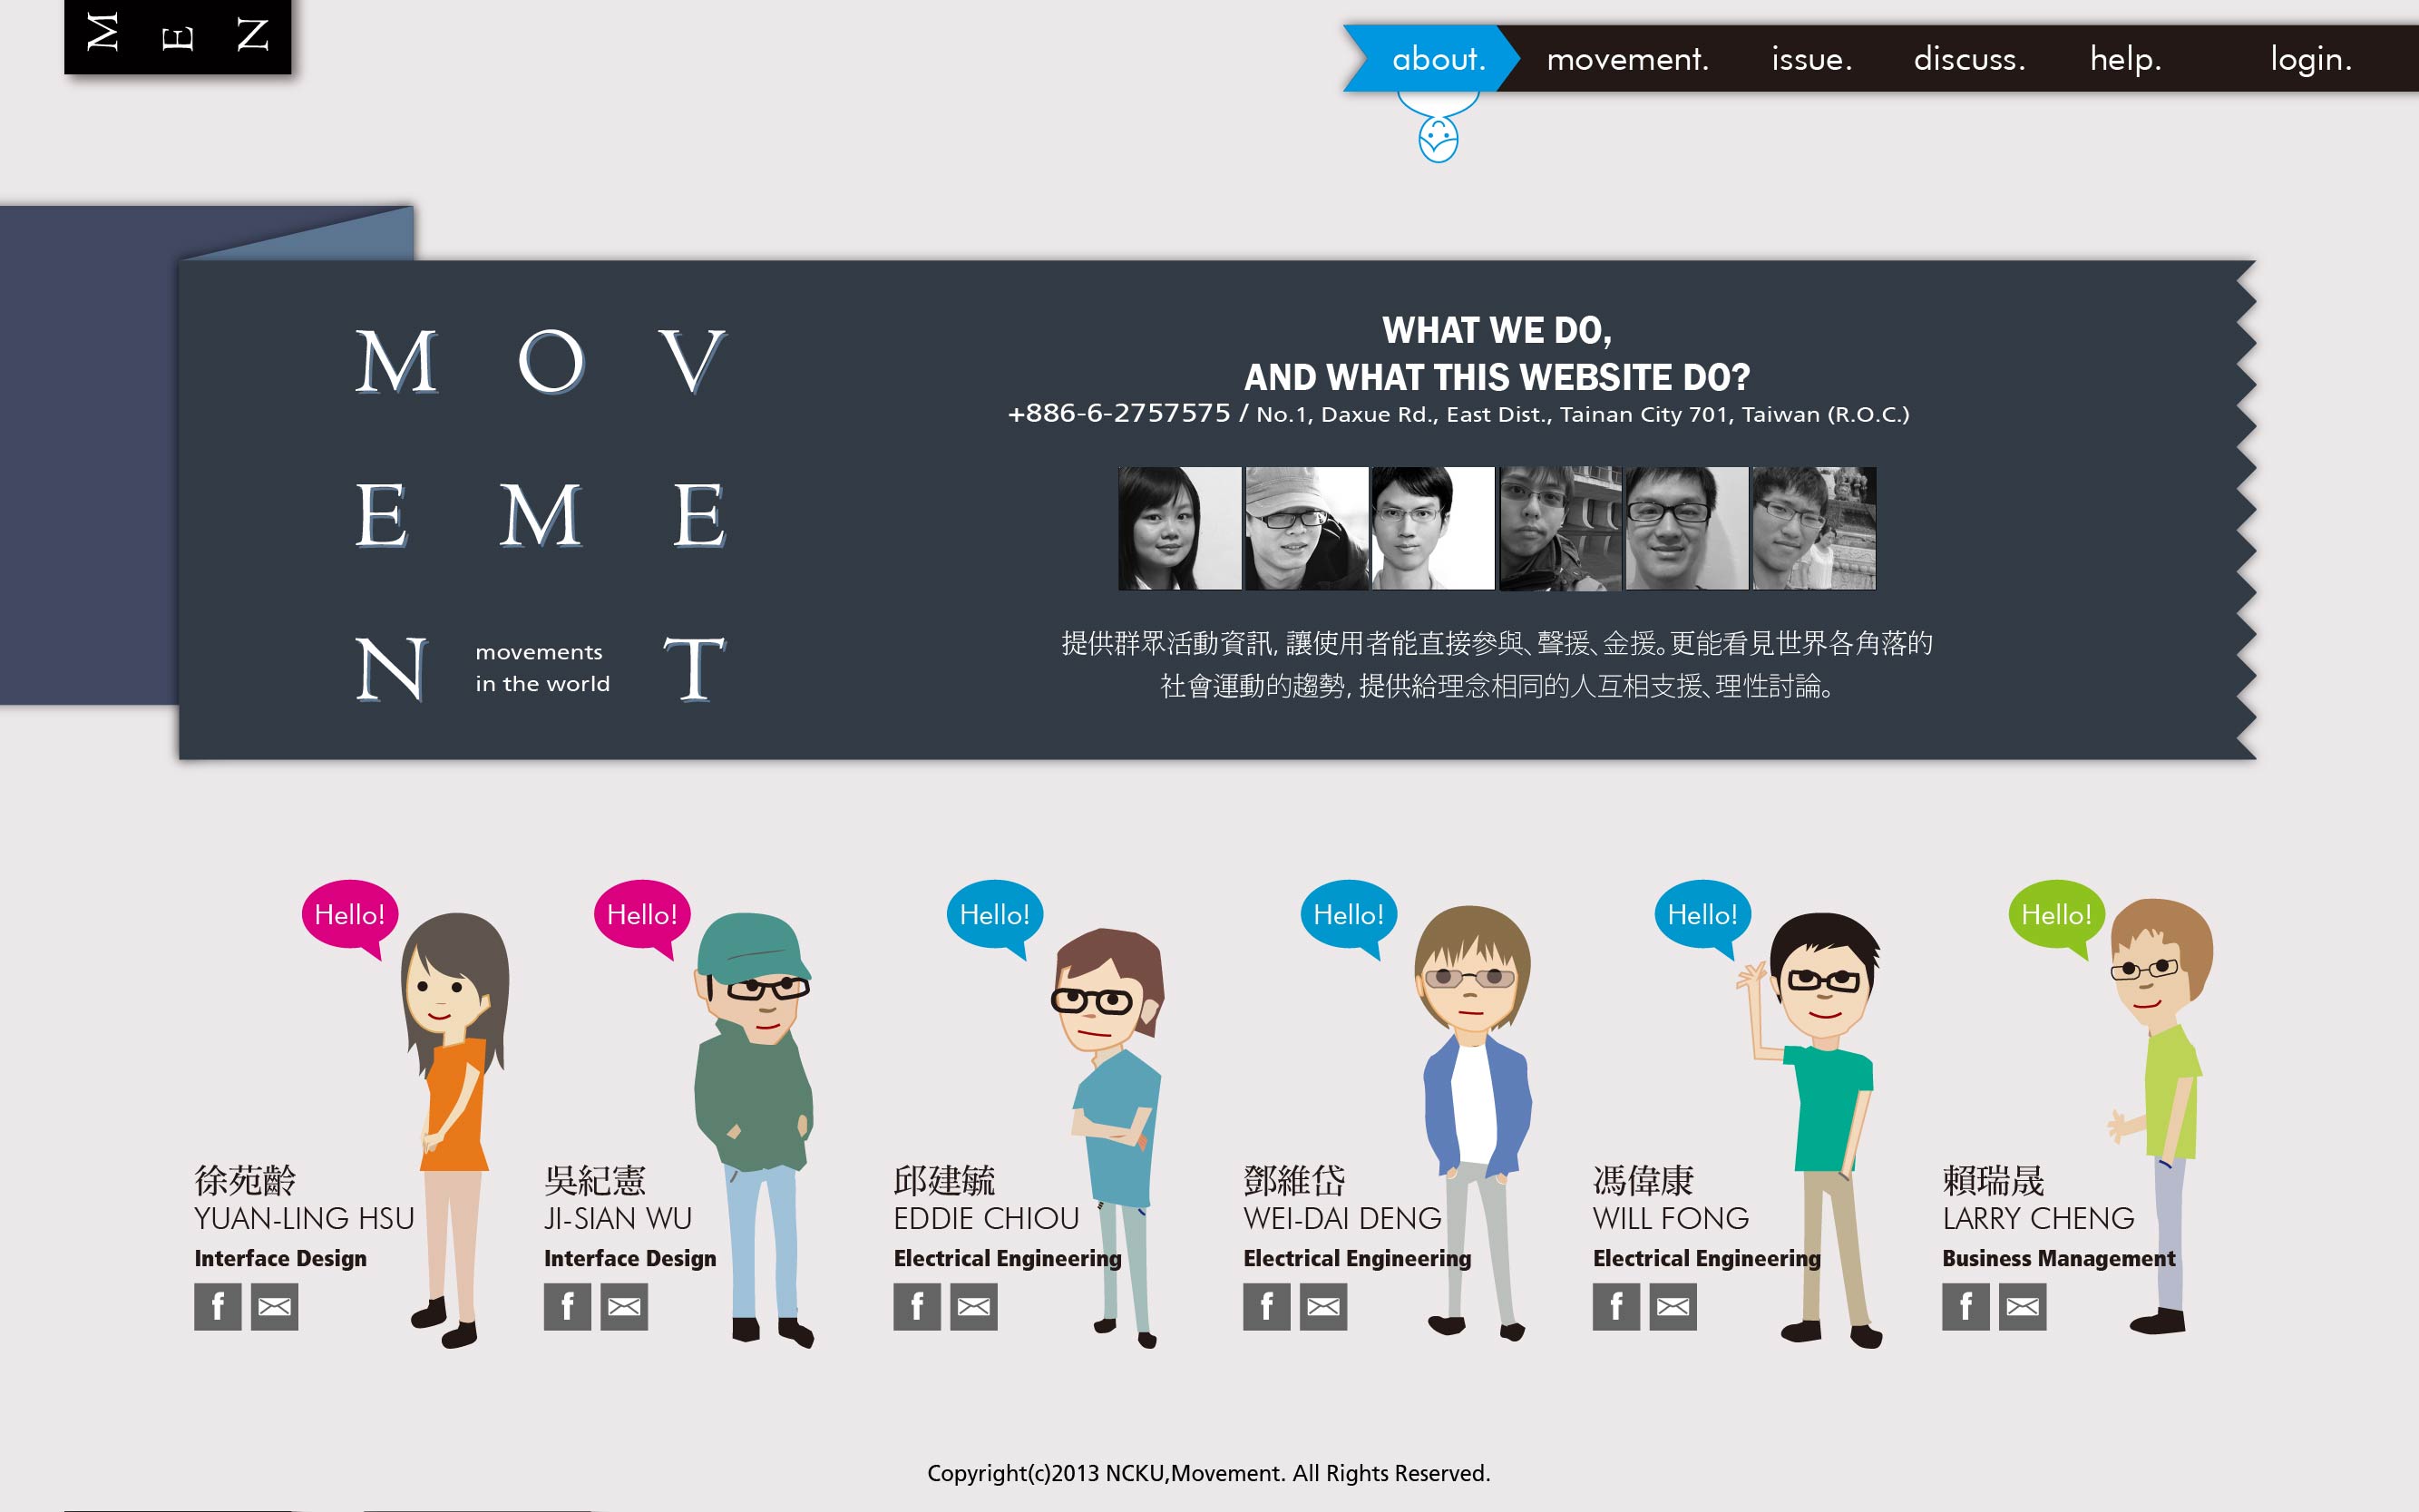 M E N
about. movement. issue. discuss. help. login.
M O V
E M E
N movements in the world T
WHAT WE DO,
AND WHAT THIS WEBSITE DO?
+886-6-2757575 / No.1, Daxue Rd., East Dist., Tainan City 701, Taiwan (R.O.C.)
提供群眾活動資訊, 讓使用者能直接參與、聲援、金援。更能看見世界各角落的
社會運動的趨勢, 提供給理念相同的人互相支援、理性討論。
Hello! Hello! Hello! Hello! Hello! Hello!
徐苑齡
YUAN-LING HSU
Interface Design
吳紀憲
JI-SIAN WU
Interface Design
邱建毓
EDDIE CHIOU
Electrical Engineering
鄧維岱
WEI-DAI DENG
Electrical Engineering
馮偉康
WILL FONG
Electrical Engineering
賴瑞晟
LARRY CHENG
Business Management
Copyright(c)2013 NCKU,Movement. All Rights Reserved.